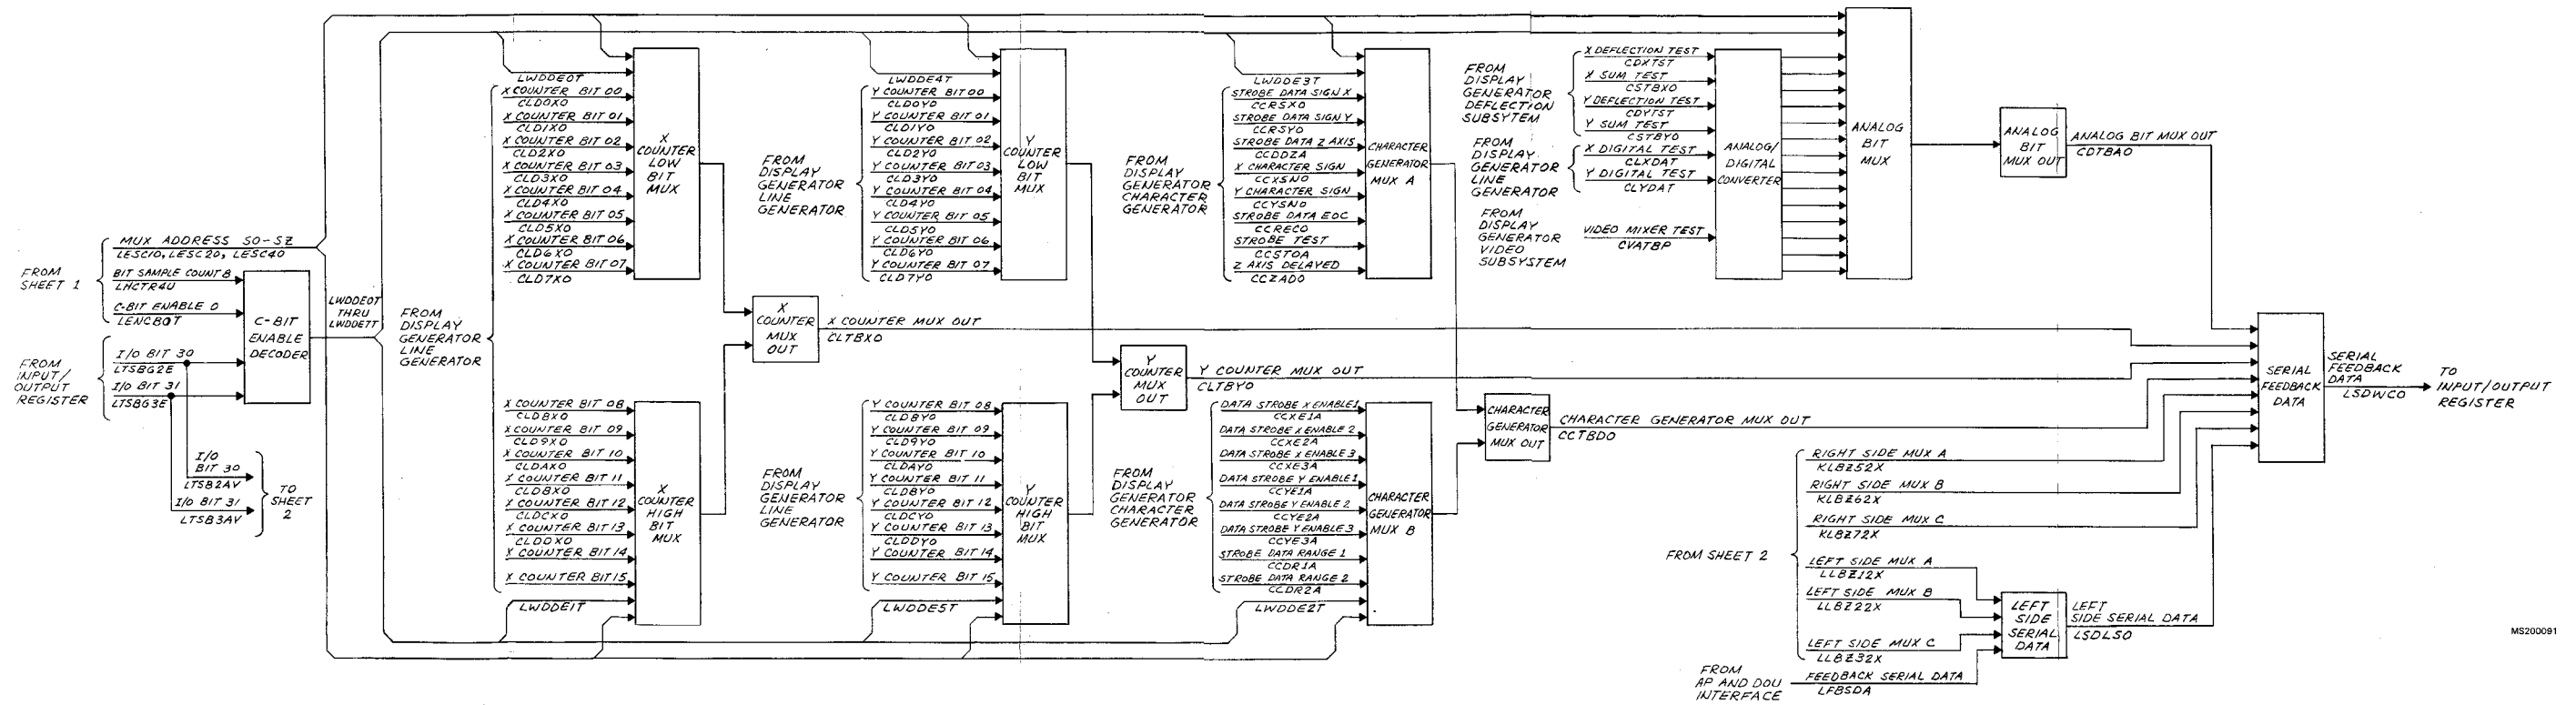 FROM
SHEET 1
MUX ADDRESS S0-S2
LESC10, LESC20, LESC40
BIT SAMPLE COUNT 8
LHCTR4U
C-BIT ENABLE 0
LENCB0T
FROM
INPUT/
OUTPUT
REGISTER
I/O BIT 30
LTSBG2E
I/O BIT 31
LTSBG3E
C-BIT
ENABLE
DECODER
LWDDE0T
THRU
LWDDE7T
I/O
BIT 30
LTSB2AV
I/O BIT 31
LTSB3AV
TO
SHEET
2
FROM
DISPLAY
GENERATOR
LINE
GENERATOR
LWDDE0T
X COUNTER BIT 00
CLD0X0
X COUNTER BIT 01
CLD1X0
X COUNTER BIT 02
CLD2X0
X COUNTER BIT 03
CLD3X0
X COUNTER BIT 04
CLD4X0
X COUNTER BIT 05
CLD5X0
X COUNTER BIT 06
CLD6X0
X COUNTER BIT 07
CLD7X0
X
COUNTER
LOW
BIT
MUX
X COUNTER BIT 08
CLD8X0
X COUNTER BIT 09
CLD9X0
X COUNTER BIT 10
CLDAX0
X COUNTER BIT 11
CLDBX0
X COUNTER BIT 12
CLDCX0
X COUNTER BIT 13
CLDDX0
X COUNTER BIT 14
X COUNTER BIT 15
LWDDE1T
X
COUNTER
HIGH
BIT
MUX
X
COUNTER
MUX
OUT
X COUNTER MUX OUT
CLTBX0
FROM
DISPLAY
GENERATOR
LINE
GENERATOR
LWDDE4T
Y COUNTER BIT 00
CLD0Y0
Y COUNTER BIT 01
CLD1Y0
Y COUNTER BIT 02
CLD2Y0
Y COUNTER BIT 03
CLD3Y0
Y COUNTER BIT 04
CLD4Y0
Y COUNTER BIT 05
CLD5Y0
Y COUNTER BIT 06
CLD6Y0
Y COUNTER BIT 07
CLD7Y0
Y
COUNTER
LOW
BIT
MUX
FROM
DISPLAY
GENERATOR
LINE
GENERATOR
Y COUNTER BIT 08
CLD8Y0
Y COUNTER BIT 09
CLD9Y0
Y COUNTER BIT 10
CLDAY0
Y COUNTER BIT 11
CLDBY0
Y COUNTER BIT 12
CLDCY0
Y COUNTER BIT 13
CLDDY0
Y COUNTER BIT 14
Y COUNTER BIT 15
LWDDE5T
Y
COUNTER
HIGH
BIT
MUX
Y
COUNTER
MUX
OUT
Y COUNTER MUX OUT
CLTBY0
FROM
DISPLAY
GENERATOR
CHARACTER
GENERATOR
LWDDE3T
STROBE DATA SIGN X
CCRSX0
STROBE DATA SIGN Y
CCRSY0
STROBE DATA Z AXIS
CCDDZA
X CHARACTER SIGN
CCXSN0
Y CHARACTER SIGN
CCYSN0
STROBE DATA EOC
CCREC0
STROBE TEST
CCSTOA
Z AXIS DELAYED
CCZAD0
CHARACTER
GENERATOR
MUX A
FROM
DISPLAY
GENERATOR
CHARACTER
GENERATOR
DATA STROBE X ENABLE 1
CCXE1A
DATA STROBE X ENABLE 2
CCXE2A
DATA STROBE X ENABLE 3
CCXE3A
DATA STROBE Y ENABLE 1
CCYE1A
DATA STROBE Y ENABLE 2
CCYE2A
DATA STROBE Y ENABLE 3
CCYE3A
STROBE DATA RANGE 1
CCDR1A
STROBE DATA RANGE 2
CCDR2A
LWDDE2T
CHARACTER
GENERATOR
MUX B
CHARACTER
GENERATOR
MUX OUT
CHARACTER GENERATOR MUX OUT
CCTBD0
FROM
DISPLAY
GENERATOR
DEFLECTION
SUBSYTEM
X DEFLECTION TEST
CDXTST
X SUM TEST
CSTBX0
Y DEFLECTION TEST
CDYTST
Y SUM TEST
CSTBY0
FROM
DISPLAY
GENERATOR
LINE
GENERATOR
X DIGITAL TEST
CLXDAT
Y DIGITAL TEST
CLYDAT
FROM
DISPLAY
GENERATOR
VIDEO
SUBSYSTEM
VIDEO MIXER TEST
CVATBP
ANALOG/
DIGITAL
CONVERTER
ANALOG
BIT
MUX
ANALOG
BIT
MUX OUT
ANALOG BIT MUX OUT
CDTBA0
FROM SHEET 2
RIGHT SIDE MUX A
KLBZ52X
RIGHT SIDE MUX B
KLBZ62X
RIGHT SIDE MUX C
KLBZ72X
LEFT SIDE MUX A
LLBZ12X
LEFT SIDE MUX B
LLBZ22X
LEFT SIDE MUX C
LLBZ32X
FROM
AP AND DOU
INTERFACE
FEEDBACK SERIAL DATA
LFBSDA
LEFT
SIDE
SERIAL
DATA
LEFT
SIDE SERIAL DATA
LSDLS0
SERIAL
FEEDBACK
DATA
SERIAL
FEEDBACK
DATA
LSDWC0
TO
INPUT/OUTPUT
REGISTER
MS200091